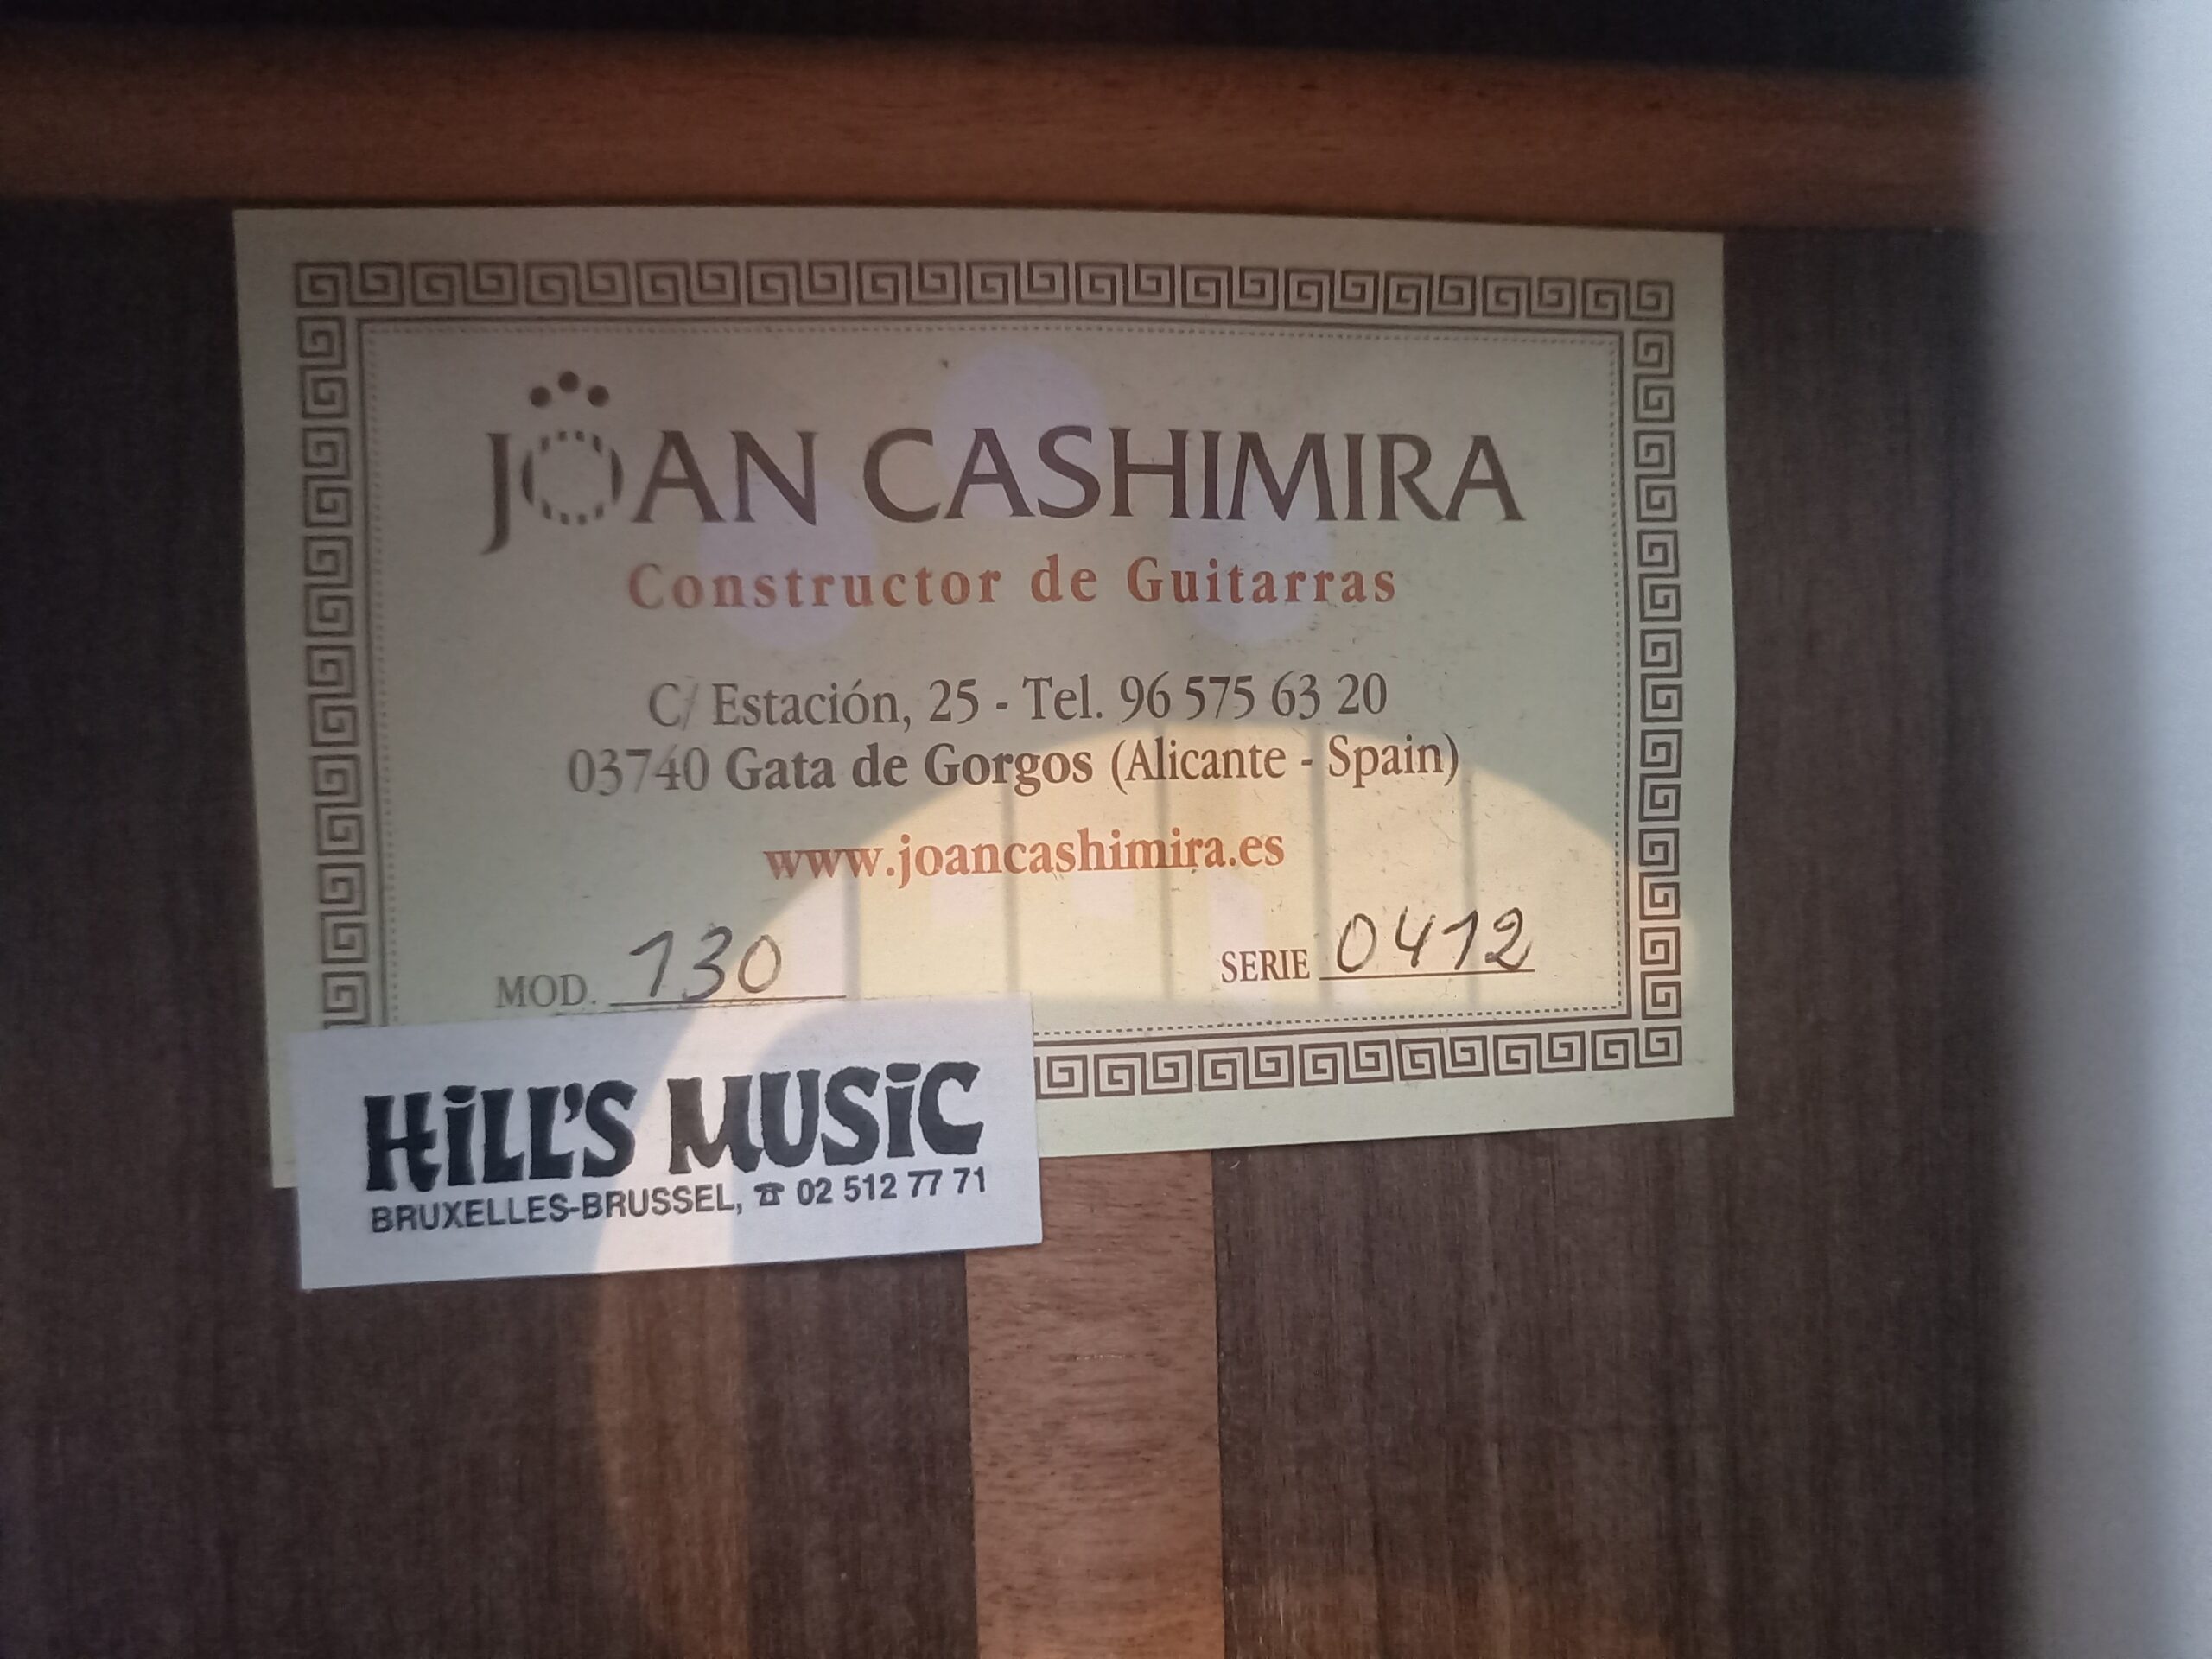 JOAN CASHIMIRA
Constructor de Guitarras
C/ Estación, 25 - Tel. 96 575 63 20
03740 Gata de Gorgos (Alicante - Spain)
www.joancashimira.es
MOD. 130 SERIE 0412
HiLL'S MUSiC
BRUXELLES-BRUSSEL, ☎ 02 512 77 71